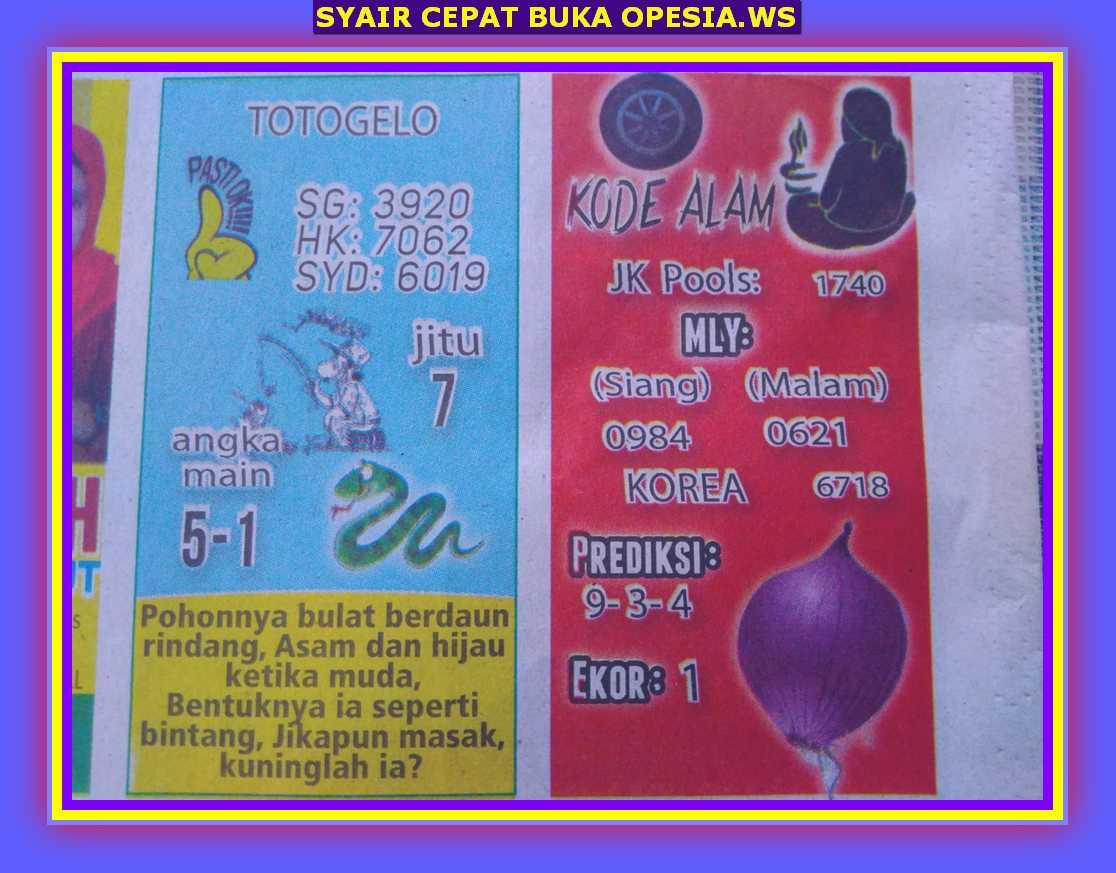 SYAIR CEPAT BUKA OPESIA.WS
TOTOGELO
PASTI OK!!!!
SG: 3920
HK: 7062
SYD: 6019
jitu
7
angka
main
5-1
Pohonnya bulat berdaun
rindang, Asam dan hijau
ketika muda,
Bentuknya ia seperti
bintang, Jikapun masak,
kuninglah ia?
KODE ALAM
JK Pools: 1740
MLY:
(Siang) (Malam)
0984 0621
KOREA 6718
PREDIKSI:
9-3-4
EKOR: 1